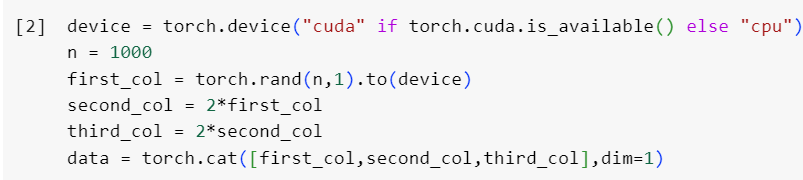 [2] device = torch.device("cuda" if torch.cuda.is_available() else "cpu")
n = 1000
first_col = torch.rand(n,1).to(device)
second_col = 2*first_col
third_col = 2*second_col
data = torch.cat([first_col,second_col,third_col],dim=1)